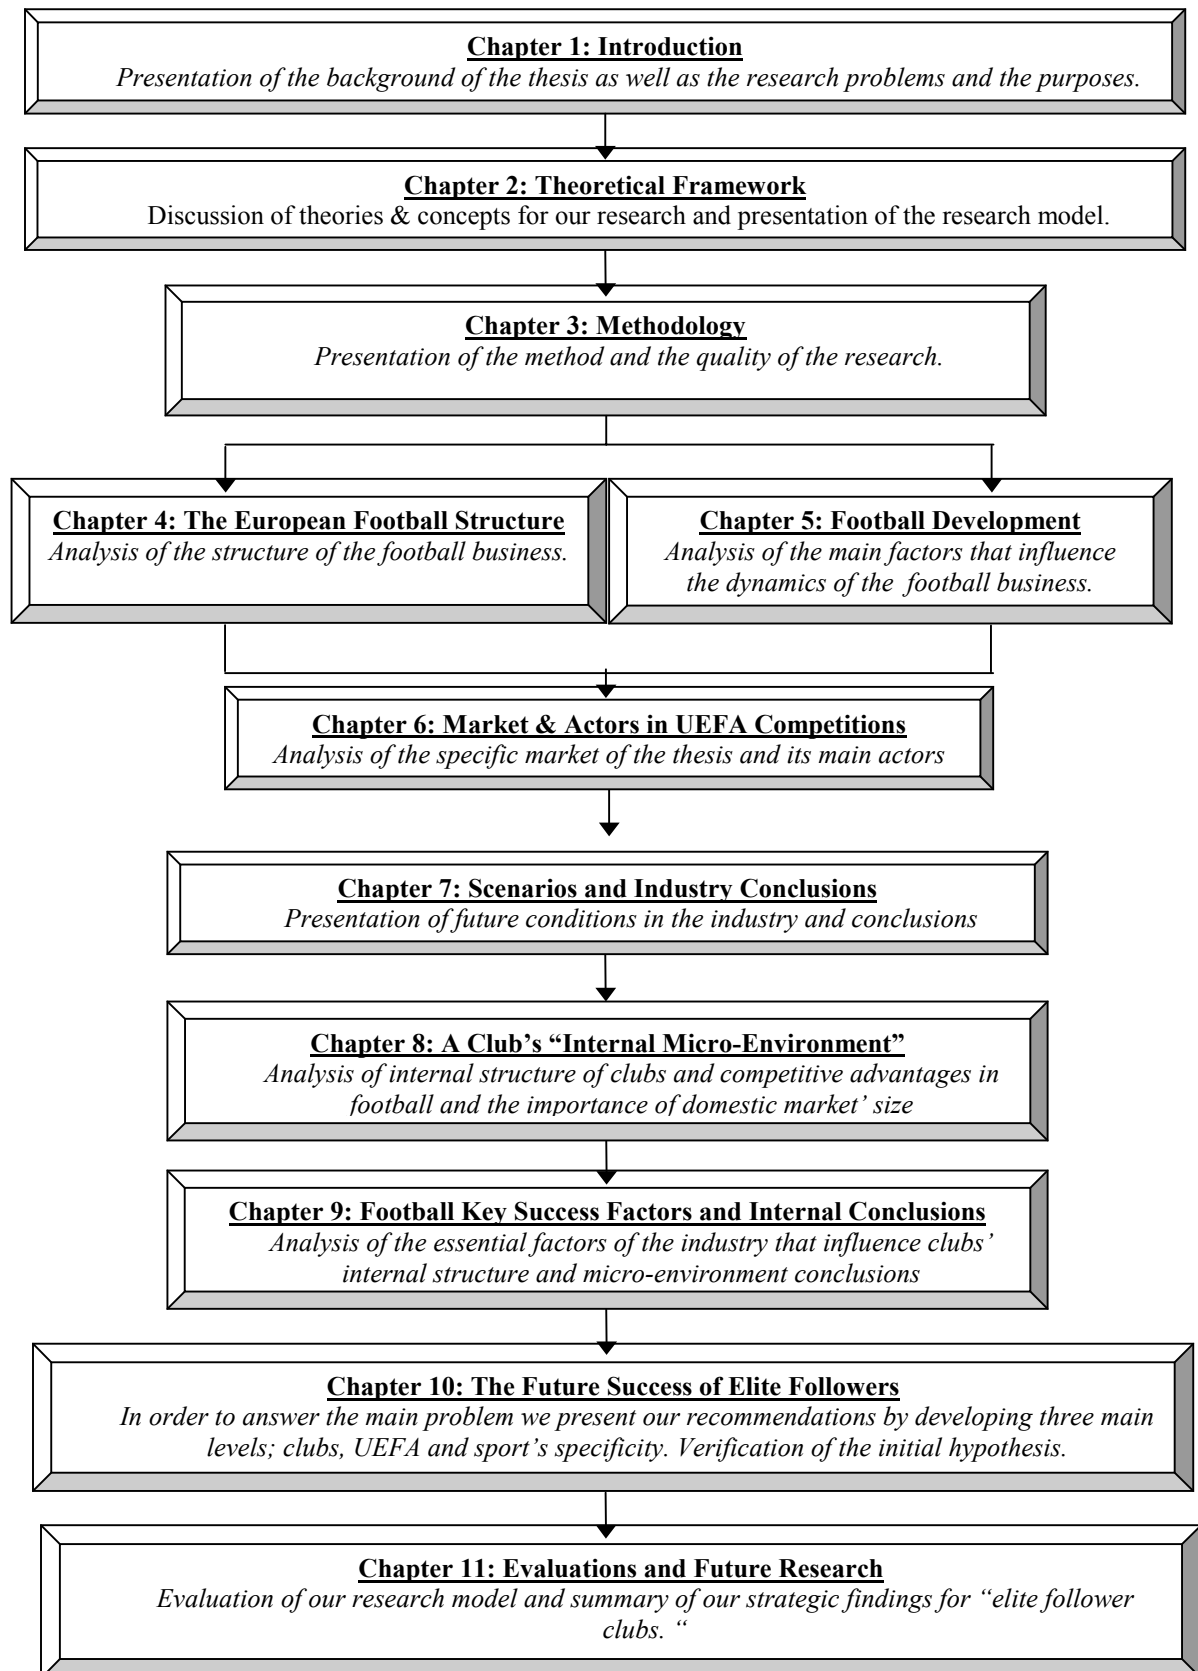 Chapter 1: Introduction
Presentation of the background of the thesis as well as the research problems and the purposes.
Chapter 2: Theoretical Framework
Discussion of theories & concepts for our research and presentation of the research model.
Chapter 3: Methodology
Presentation of the method and the quality of the research.
Chapter 4: The European Football Structure
Analysis of the structure of the football business.
Chapter 5: Football Development
Analysis of the main factors that influence
the dynamics of the football business.
Chapter 6: Market & Actors in UEFA Competitions
Analysis of the specific market of the thesis and its main actors
Chapter 7: Scenarios and Industry Conclusions
Presentation of future conditions in the industry and conclusions
Chapter 8: A Club’s “Internal Micro-Environment”
Analysis of internal structure of clubs and competitive advantages in
football and the importance of domestic market’ size
Chapter 9: Football Key Success Factors and Internal Conclusions
Analysis of the essential factors of the industry that influence clubs’
internal structure and micro-environment conclusions
Chapter 10: The Future Success of Elite Followers
In order to answer the main problem we present our recommendations by developing three main
levels; clubs, UEFA and sport’s specificity. Verification of the initial hypothesis.
Chapter 11: Evaluations and Future Research
Evaluation of our research model and summary of our strategic findings for “elite follower
clubs. “